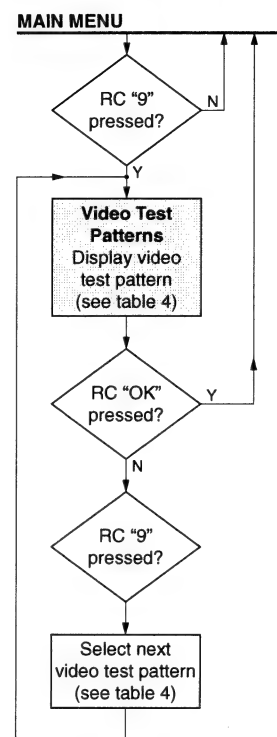 MAIN MENU
RC “9”
pressed?
N
Y
Video Test
Patterns
Display video
test pattern
(see table 4)
RC “OK”
pressed?
Y
N
RC “9”
pressed?
Select next
video test pattern
(see table 4)